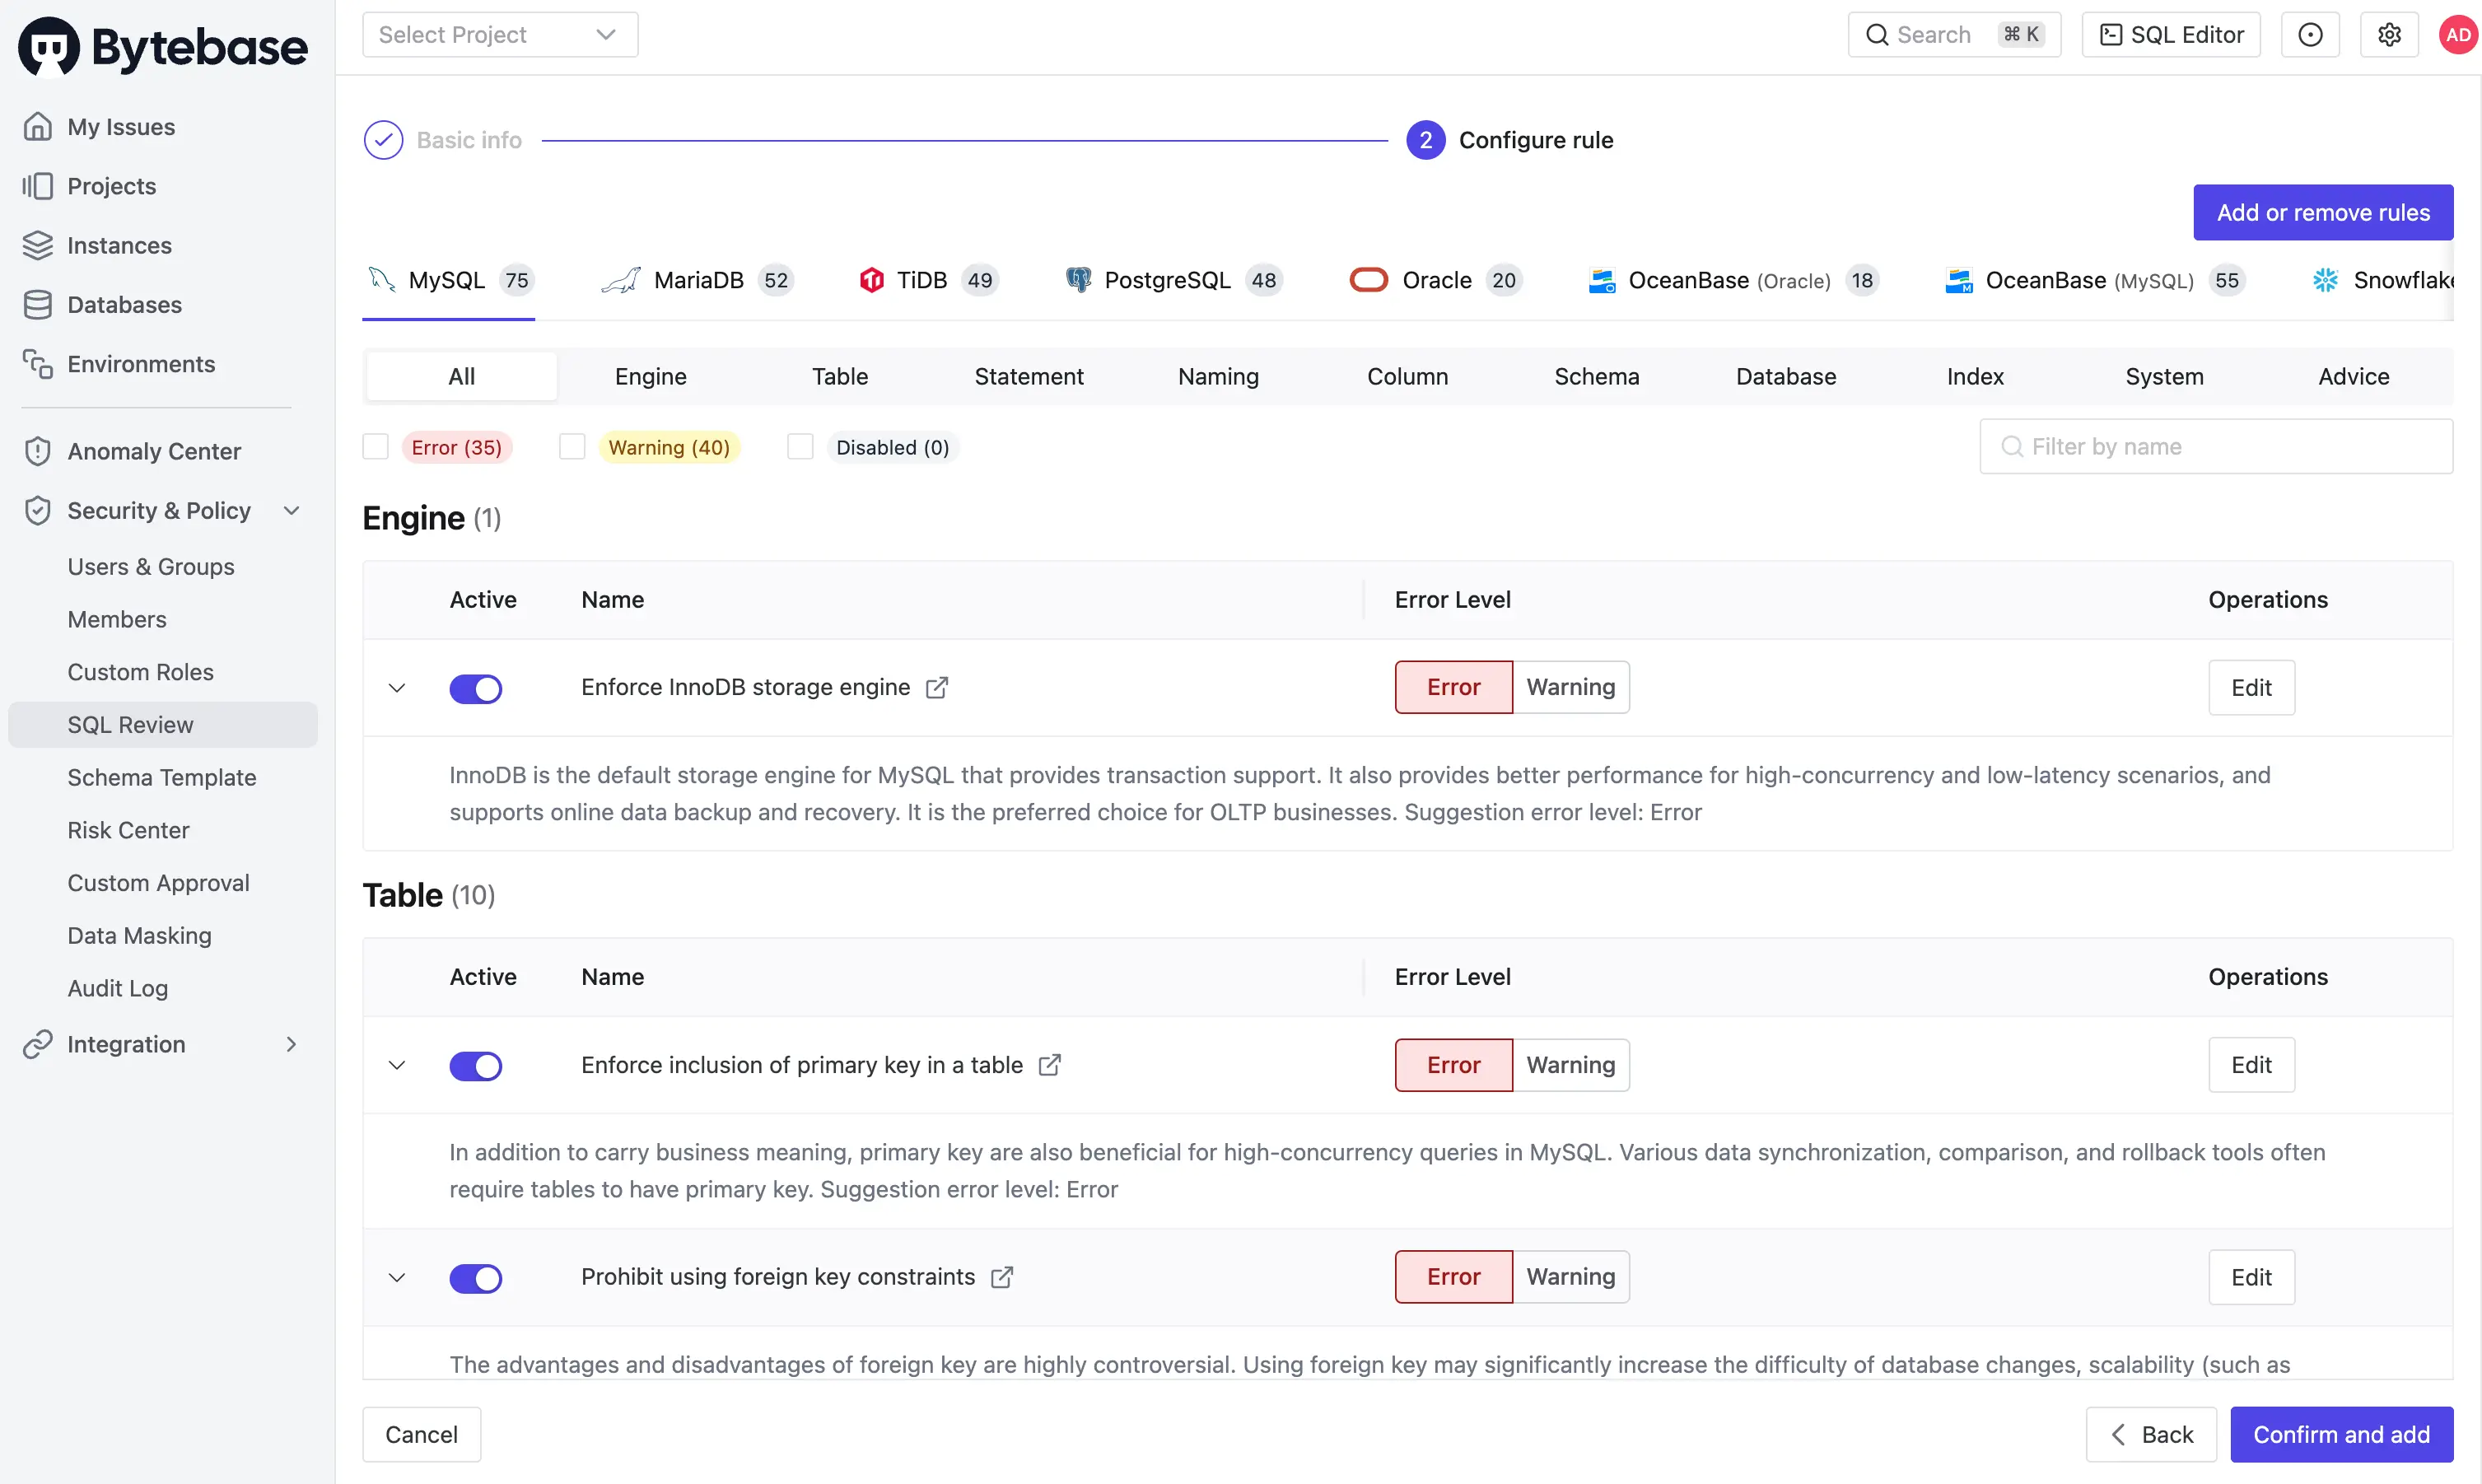 Bytebase
Select Project
Search ⌘ K
SQL Editor
AD
My Issues
Projects
Instances
Databases
Environments
Anomaly Center
Security & Policy
Users & Groups
Members
Custom Roles
SQL Review
Schema Template
Risk Center
Custom Approval
Data Masking
Audit Log
Integration
Basic info
2 Configure rule
Add or remove rules
MySQL 75 MariaDB 52 TiDB 49 PostgreSQL 48 Oracle 20 OceanBase (Oracle) 18 OceanBase (MySQL) 55 Snowflake
All Engine Table Statement Naming Column Schema Database Index System Advice
Error (35) Warning (40) Disabled (0) Filter by name
Engine (1)
Active Name Error Level Operations
Enforce InnoDB storage engine Error Warning Edit
InnoDB is the default storage engine for MySQL that provides transaction support. It also provides better performance for high-concurrency and low-latency scenarios, and
supports online data backup and recovery. It is the preferred choice for OLTP businesses. Suggestion error level: Error
Table (10)
Active Name Error Level Operations
Enforce inclusion of primary key in a table Error Warning Edit
In addition to carry business meaning, primary key are also beneficial for high-concurrency queries in MySQL. Various data synchronization, comparison, and rollback tools often
require tables to have primary key. Suggestion error level: Error
Prohibit using foreign key constraints Error Warning Edit
The advantages and disadvantages of foreign key are highly controversial. Using foreign key may significantly increase the difficulty of database changes, scalability (such as
Cancel Back Confirm and add